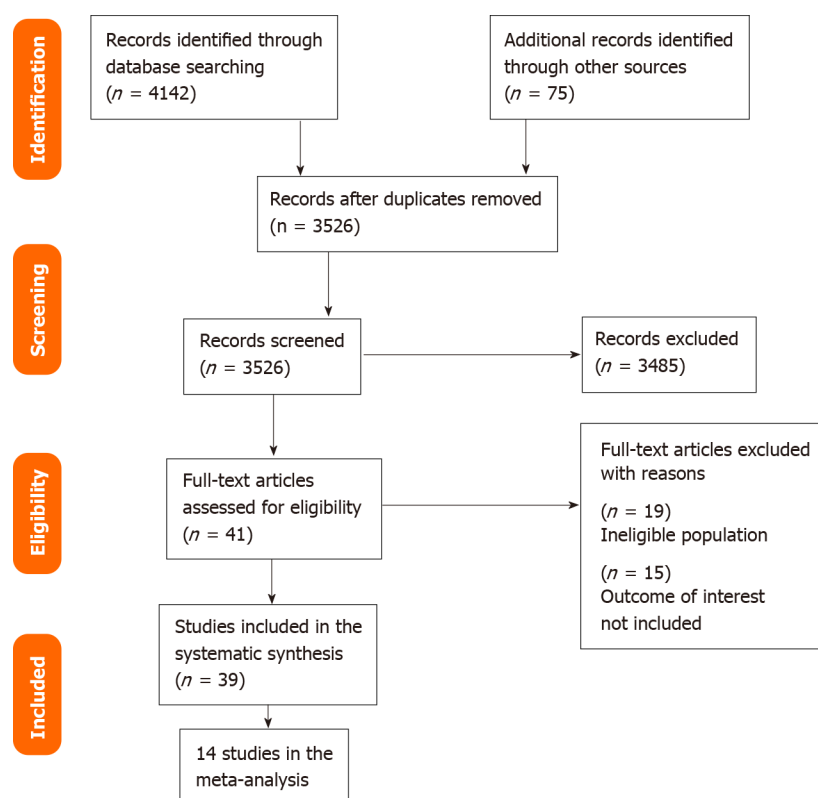 Identification
Records identified through
database searching
(n = 4142)
Additional records identified
through other sources
(n = 75)
Records after duplicates removed
(n = 3526)
Screening
Records screened
(n = 3526)
Records excluded
(n = 3485)
Eligibility
Full-text articles
assessed for eligibility
(n = 41)
Full-text articles excluded
with reasons
(n = 19)
Ineligible population
(n = 15)
Outcome of interest
not included
Included
Studies included in the
systematic synthesis
(n = 39)
14 studies in the
meta-analysis